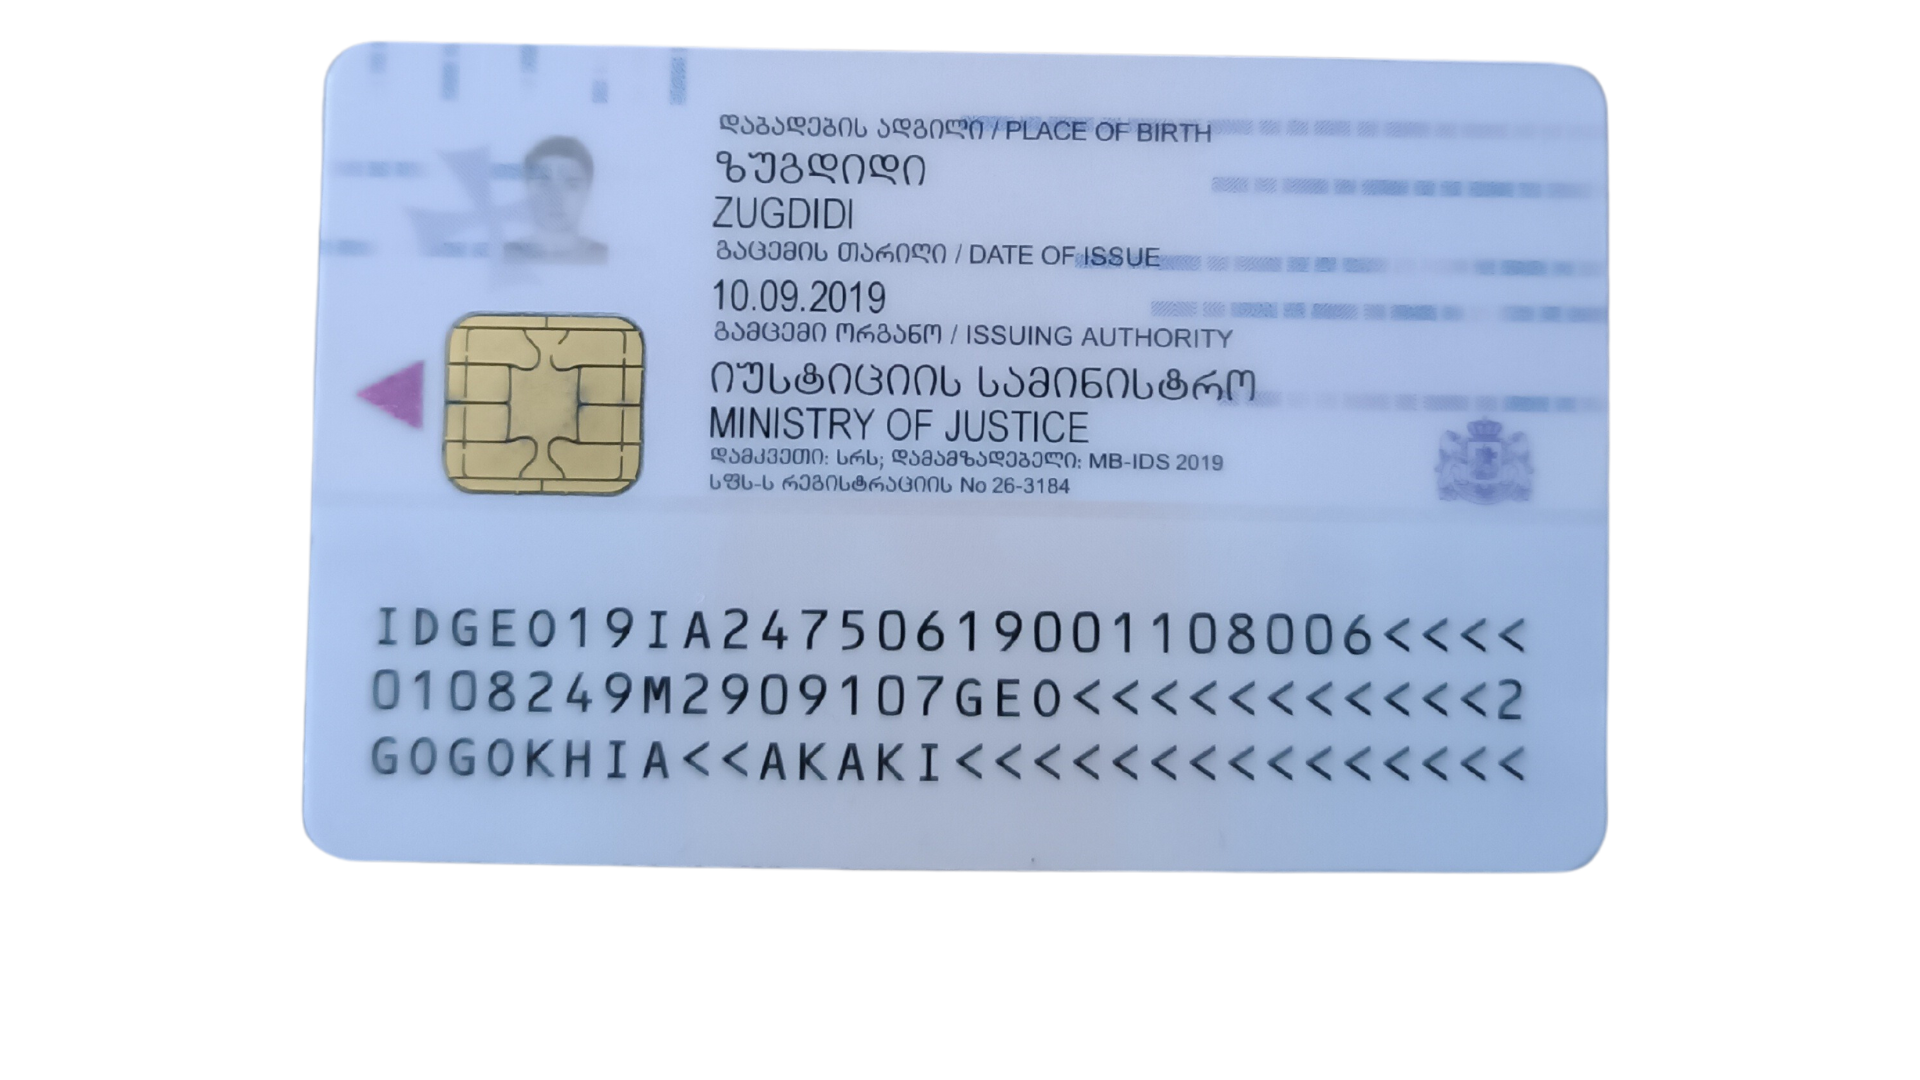 დაბადების ადგილი / PLACE OF BIRTH
ზუგდიდი
ZUGDIDI
გაცემის თარიღი / DATE OF ISSUE
10.09.2019
გამცემი ორგანო / ISSUING AUTHORITY
იუსტიციის სამინისტრო
MINISTRY OF JUSTICE
დამკვეთი: სრს; დამამზადებელი: MB-IDS 2019
სფს-ს რეგისტრაციის No 26-3184
IDGEO19IA24750619001108006<<<<
0108249M2909107GEO<<<<<<<<<<<2
GOGOKHIA<<AKAKI<<<<<<<<<<<<<<<